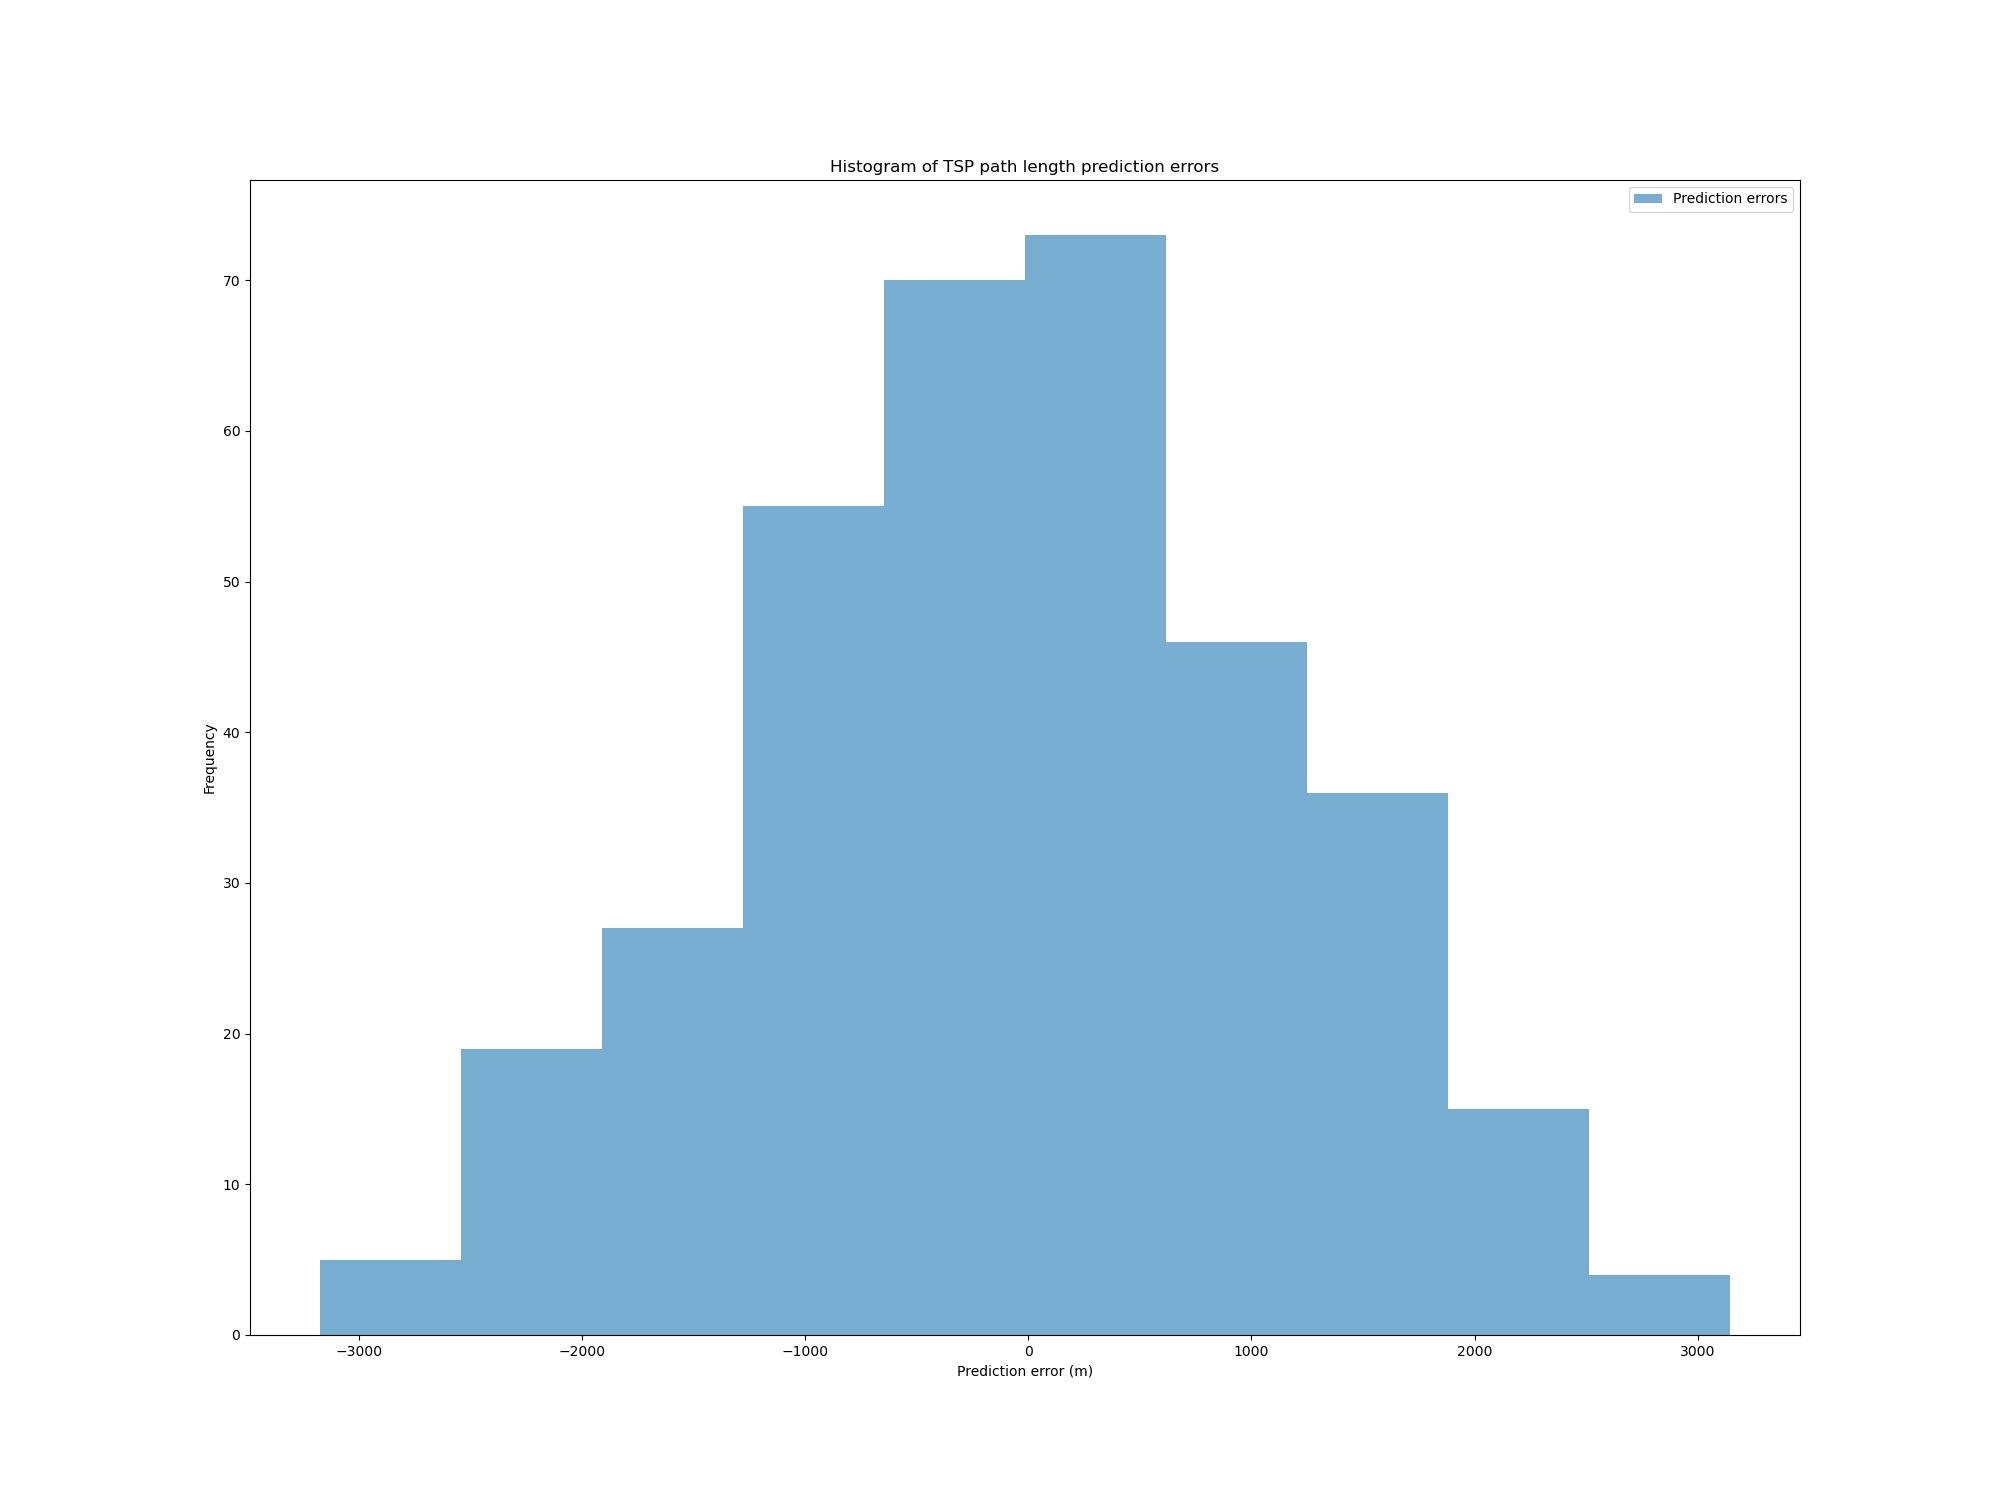 Histogram of TSP path length prediction errors
Prediction errors
70
60
50
40
30
20
10
0
Frequency
−3000 −2000 −1000 0 1000 2000 3000
Prediction error (m)